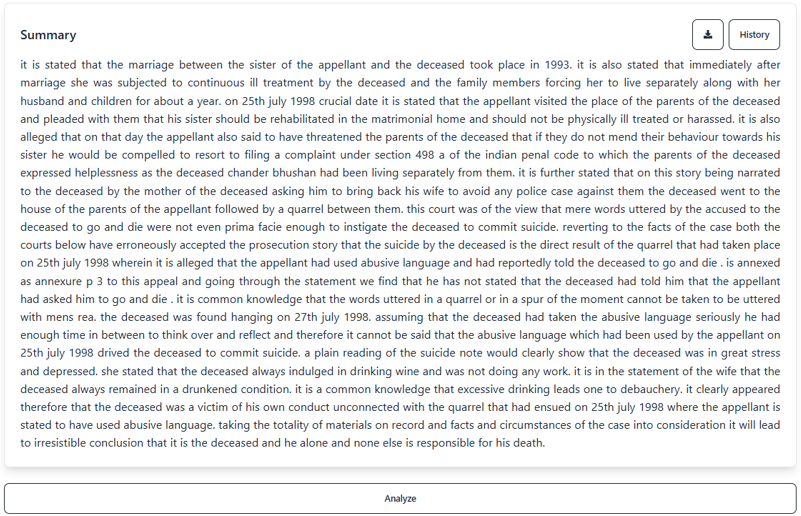 Summary
History
it is stated that the marriage between the sister of the appellant and the deceased took place in 1993. it is also stated that immediately after
marriage she was subjected to continuous ill treatment by the deceased and the family members forcing her to live separately along with her
husband and children for about a year. on 25th july 1998 crucial date it is stated that the appellant visited the place of the parents of the deceased
and pleaded with them that his sister should be rehabilitated in the matrimonial home and should not be physically ill treated or harassed. it is also
alleged that on that day the appellant also said to have threatened the parents of the deceased that if they do not mend their behaviour towards his
sister he would be compelled to resort to filing a complaint under section 498 a of the indian penal code to which the parents of the deceased
expressed helplessness as the deceased chander bhushan had been living separately from them. it is further stated that on this story being narrated
to the deceased by the mother of the deceased asking him to bring back his wife to avoid any police case against them the deceased went to the
house of the parents of the appellant followed by a quarrel between them. this court was of the view that mere words uttered by the accused to the
deceased to go and die were not even prima facie enough to instigate the deceased to commit suicide. reverting to the facts of the case both the
courts below have erroneously accepted the prosecution story that the suicide by the deceased is the direct result of the quarrel that had taken place
on 25th july 1998 wherein it is alleged that the appellant had used abusive language and had reportedly told the deceased to go and die . is annexed
as annexure p 3 to this appeal and going through the statement we find that he has not stated that the deceased had told him that the appellant
had asked him to go and die . it is common knowledge that the words uttered in a quarrel or in a spur of the moment cannot be taken to be uttered
with mens rea. the deceased was found hanging on 27th july 1998. assuming that the deceased had taken the abusive language seriously he had
enough time in between to think over and reflect and therefore it cannot be said that the abusive language which had been used by the appellant on
25th july 1998 drived the deceased to commit suicide. a plain reading of the suicide note would clearly show that the deceased was in great stress
and depressed. she stated that the deceased always indulged in drinking wine and was not doing any work. it is in the statement of the wife that the
deceased always remained in a drunkened condition. it is a common knowledge that excessive drinking leads one to debauchery. it clearly appeared
therefore that the deceased was a victim of his own conduct unconnected with the quarrel that had ensued on 25th july 1998 where the appellant is
stated to have used abusive language. taking the totality of materials on record and facts and circumstances of the case into consideration it will lead
to irresistible conclusion that it is the deceased and he alone and none else is responsible for his death.
Analyze